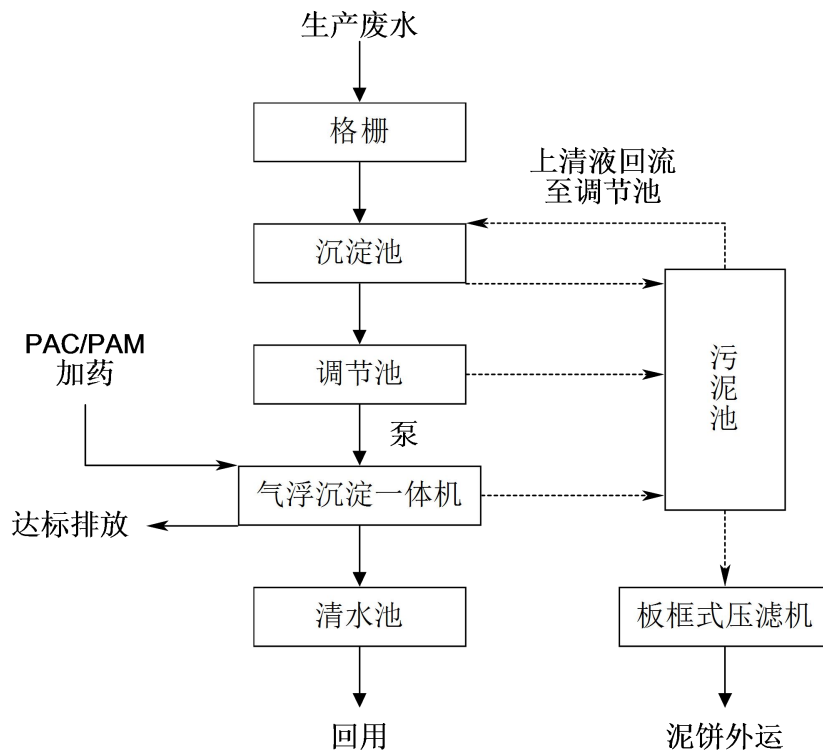 生产废水
格栅
上清液回流
至调节池
沉淀池
PAC/PAM
加药
调节池
污泥池
泵
气浮沉淀一体机
达标排放
清水池
板框式压滤机
回用
泥饼外运